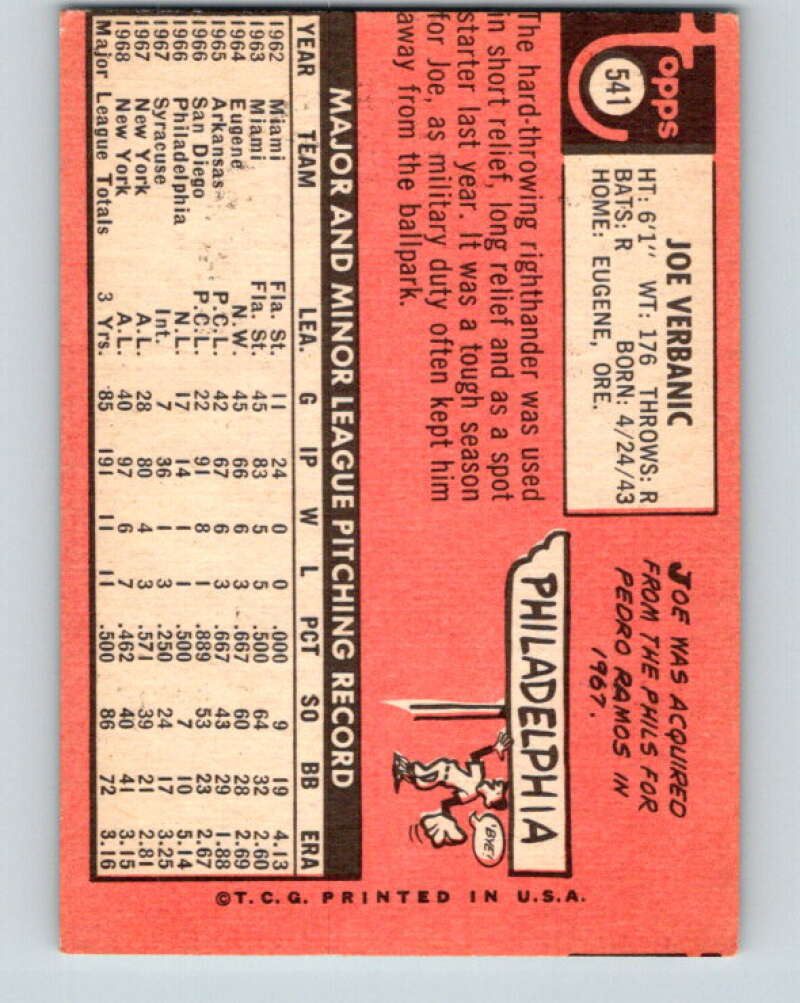 Topps
541
JOE VERBANIC
HT: 6'1" WT: 176 THROWS: R
BATS: R BORN: 4/24/43
HOME: EUGENE, ORE.
JOE WAS ACQUIRED
FROM THE PHILS FOR
PEDRO RAMOS IN
1967.
The hard-throwing righthander was used
in short relief, long relief and as a spot
starter last year. It was a tough season
for Joe, as military duty often kept him
away from the ballpark.
PHILADELPHIA
'BYE!
MAJOR AND MINOR LEAGUE PITCHING RECORD
YEAR TEAM LEA. G IP W L PCT SO BB ERA
1962 Miami Fla. St. 11 24 0 0 .000 9 19 4.13
1963 Miami Fla. St. 45 83 5 5 .500 64 32 2.60
1964 Eugene N.W. 45 66 6 3 .667 60 28 2.69
1965 Arkansas P.C.L. 42 67 6 3 .667 43 29 1.88
1966 San Diego P.C.L. 22 91 8 1 .889 53 23 2.67
1966 Philadelphia N.L. 17 14 1 1 .500 7 10 5.14
1967 Syracuse Int. 7 36 1 3 .250 24 17 3.25
1967 New York A.L. 28 80 4 3 .571 39 21 2.81
1968 New York A.L. 40 97 6 7 .462 40 41 3.15
Major League Totals 3 Yrs. 85 191 11 11 .500 86 72 3.16
©T.C.G. PRINTED IN U.S.A.